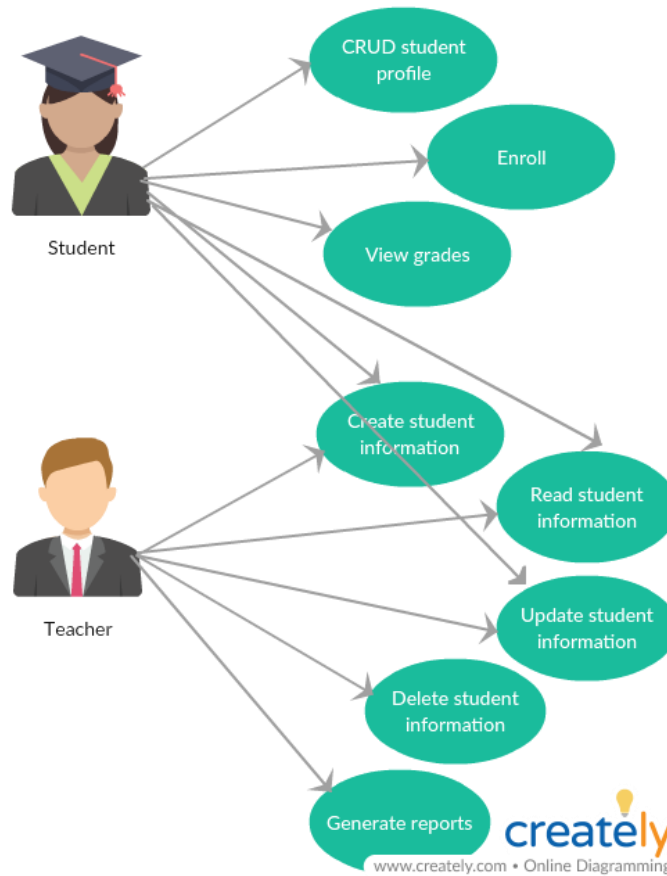 CRUD student
profile
Enroll
View grades
Student
Create student
information
Read student
information
Teacher
Update student
information
Delete student
information
Generate reports
creately
www.creately.com • Online Diagramming